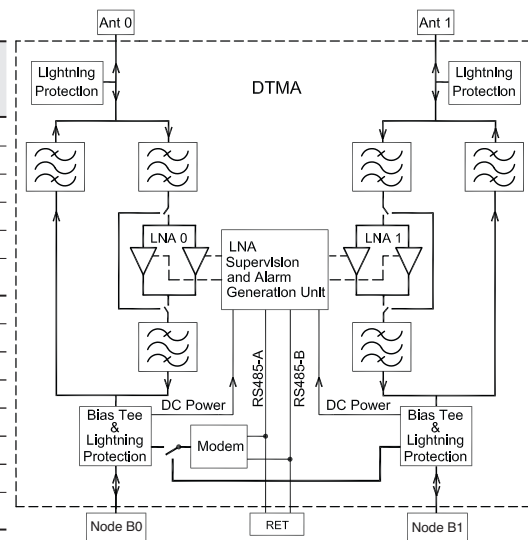 Ant 0
Ant 1
Lightning
Protection
DTMA
Lightning
Protection
LNA 0
LNA
Supervision
and Alarm
Generation Unit
LNA 1
DC Power
RS485-A
RS485-B
DC Power
Bias Tee
&
Lightning
Protection
Modem
Bias Tee
&
Lightning
Protection
Node B0
RET
Node B1